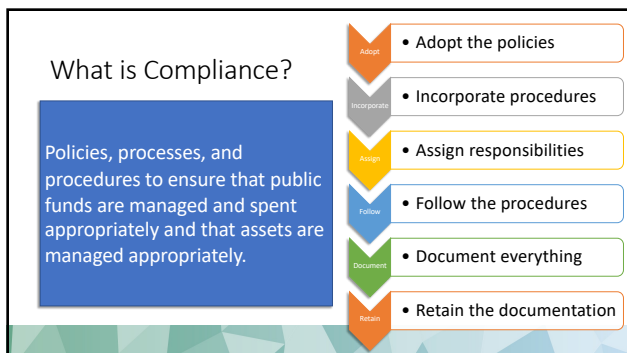 What is Compliance?
Policies, processes, and
procedures to ensure that public
funds are managed and spent
appropriately and that assets are
managed appropriately.
Adopt
• Adopt the policies
Incorporate
• Incorporate procedures
Assign
• Assign responsibilities
Follow
• Follow the procedures
Document
• Document everything
Retain
• Retain the documentation